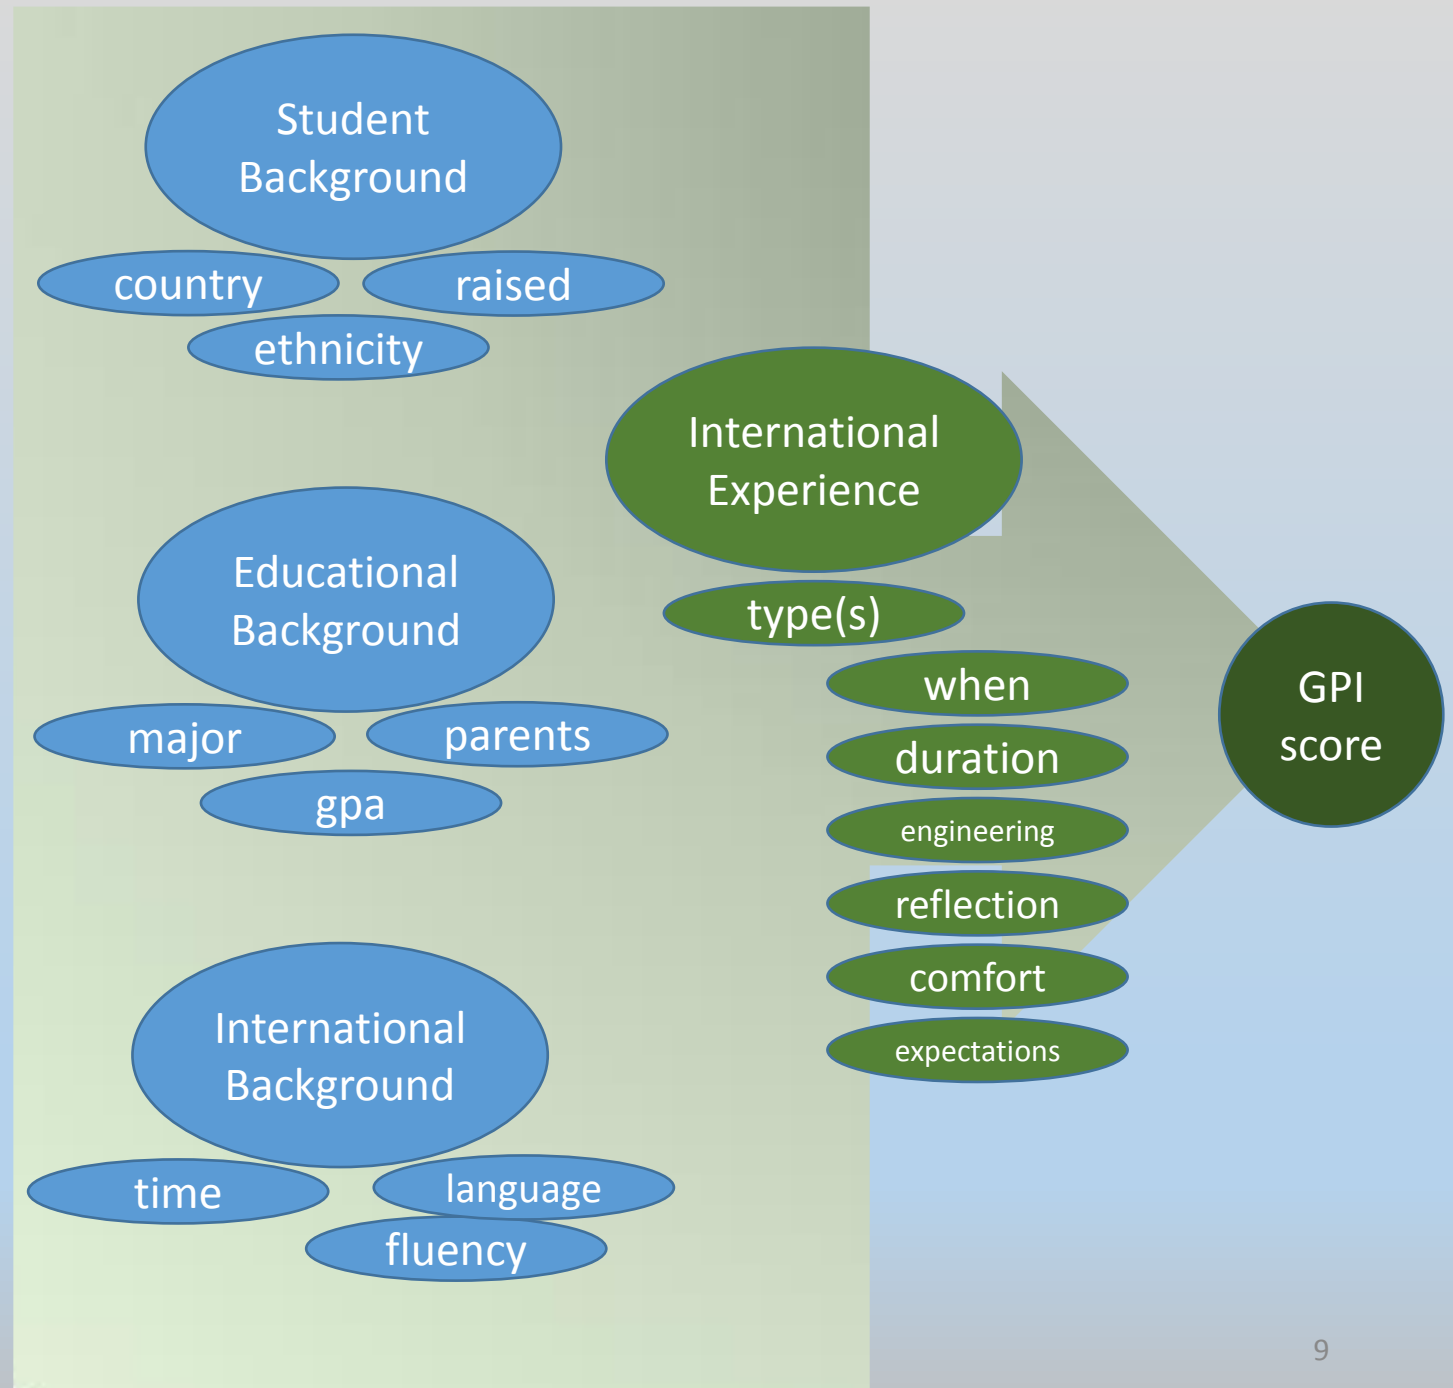 Student
Background
country
raised
ethnicity
International
Experience
type(s)
when
duration
engineering
reflection
comfort
expectations
Educational
Background
major
parents
gpa
International
Background
time
language
fluency
GPI
score
9